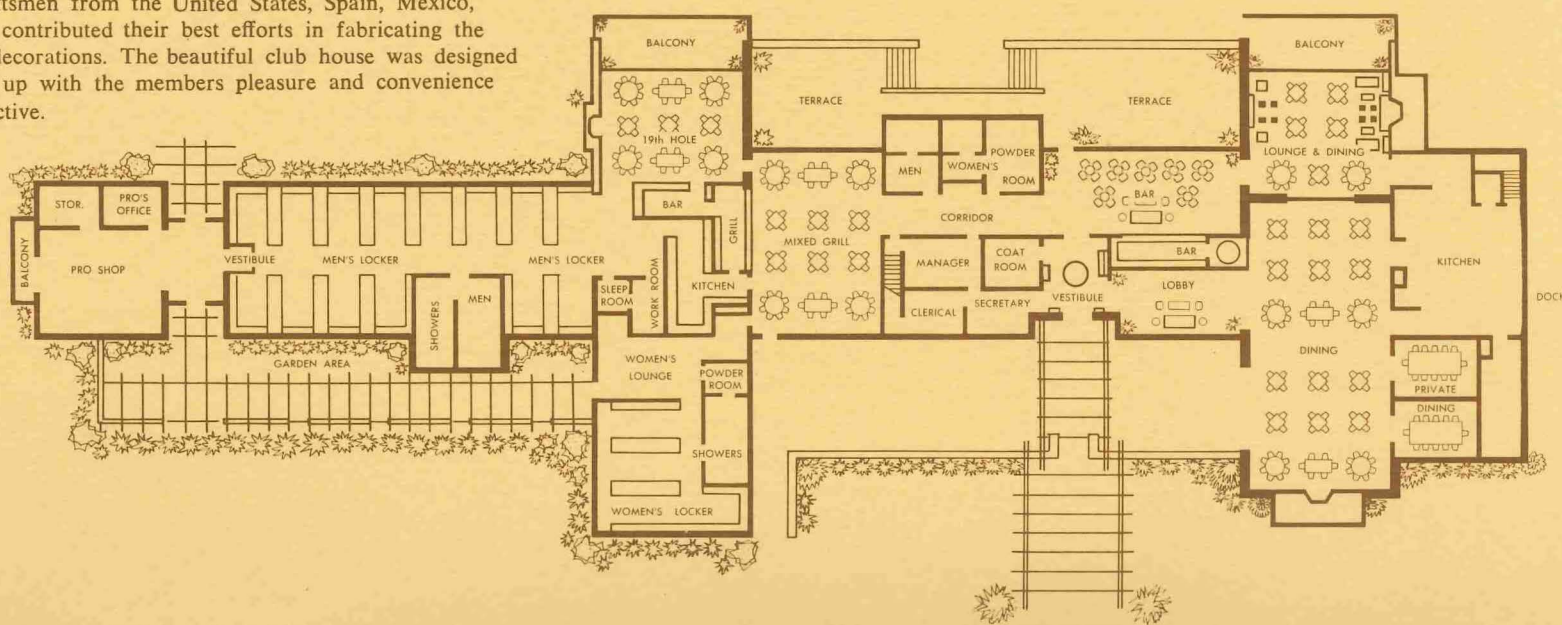 tsmen from the United States, Spain, Mexico,
contributed their best efforts in fabricating the
decorations. The beautiful club house was designed
up with the members pleasure and convenience
ctive.
BALCONY
BALCONY
TERRACE
TERRACE
19th HOLE
LOUNGE & DINING
MEN
WOMEN'S
POWDER
ROOM
STOR.
PRO'S
OFFICE
BAR
BAR
CORRIDOR
GRILL
MIXED GRILL
BALCONY
PRO SHOP
VESTIBULE
MEN'S LOCKER
MEN'S LOCKER
MANAGER
COAT
ROOM
BAR
KITCHEN
SLEEP
ROOM
WORK ROOM
KITCHEN
LOBBY
SHOWERS
MEN
CLERICAL
SECRETARY
VESTIBULE
DOCK
GARDEN AREA
WOMEN'S
LOUNGE
POWDER
ROOM
DINING
PRIVATE
DINING
SHOWERS
WOMEN'S LOCKER